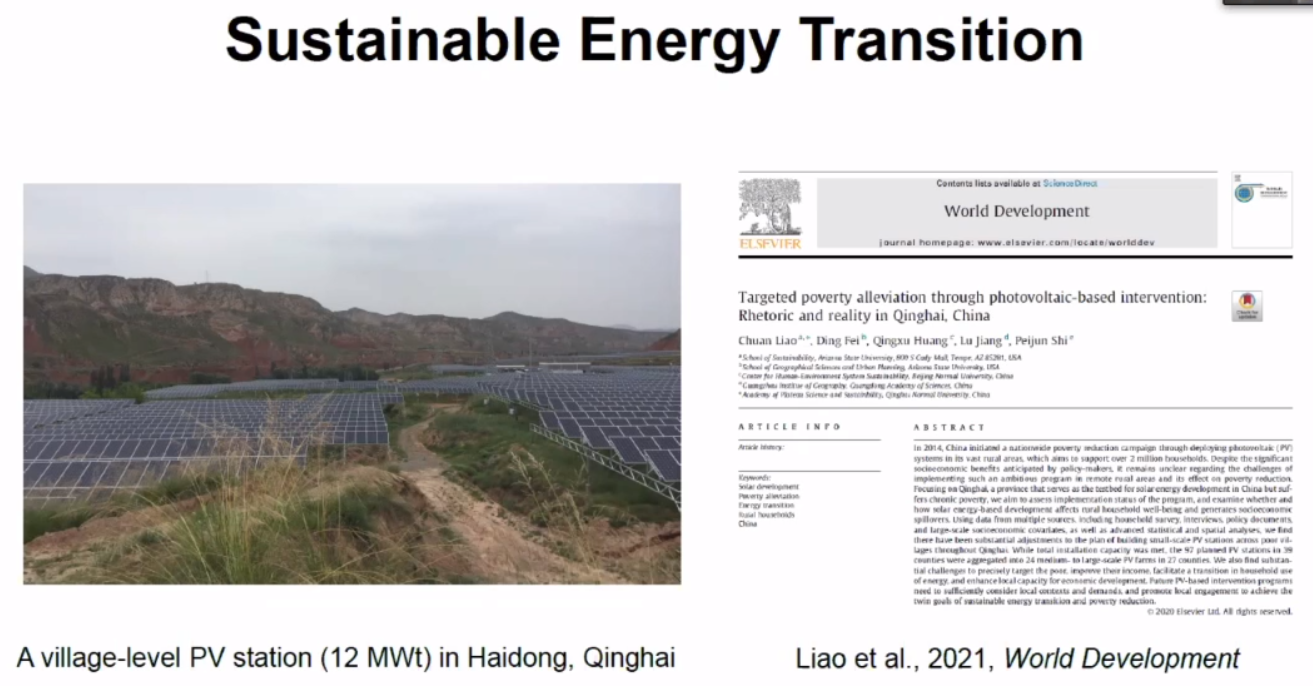 Sustainable Energy Transition
Contents lists available at ScienceDirect
World Development
journal homepage: www.elsevier.com/locate/worlddev
ELSEVIER
Targeted poverty alleviation through photovoltaic-based intervention:
Rhetoric and reality in Qinghai, China
Chuan Liao a,*, Ding Fei b, Qingxu Huang c, Lu Jiang d, Peijun Shi e
a School of Sustainability, Arizona State University, 800 S Cady Mall, Tempe, AZ 85281, USA
b School of Geographical Sciences and Urban Planning, Arizona State University, USA
c Center for Human-Environment System Sustainability, Beijing Normal University, China
d Guangzhou Institute of Geography, Guangdong Academy of Sciences, China
e Academy of Plateau Science and Sustainability, Qinghai Normal University, China
ARTICLE INFO
Article history:
Keywords:
Solar development
Poverty alleviation
Energy transition
Rural households
China
ABSTRACT
In 2014, China initiated a nationwide poverty reduction campaign through deploying photovoltaic (PV)
systems in its vast rural areas, which aims to support over 2 million households. Despite the significant
socioeconomic benefits anticipated by policy-makers, it remains unclear regarding the challenges of
implementing such an ambitious program in remote rural areas and its effect on poverty reduction.
Focusing on Qinghai, a province that serves as the testbed for solar energy development in China but suf-
fers chronic poverty, we aim to assess implementation status of the program, and examine whether and
how solar energy-based development affects rural household well-being and generates socioeconomic
spillovers. Using data from multiple sources, including household survey, interviews, policy documents,
and large-scale socioeconomic covariates, as well as advanced statistical and spatial analyses, we find
there have been substantial adjustments to the plan of building small-scale PV stations across poor vil-
lages throughout Qinghai. While total installation capacity was met, the 97 planned PV stations in 39
counties were aggregated into 24 medium- to large-scale PV farms in 27 counties. We also find substan-
tial challenges to precisely target the poor, improve their income, facilitate a transition in household use
of energy, and enhance local capacity for economic development. Future PV-based intervention programs
need to sufficiently consider local contexts and demands, and promote local engagement to achieve the
twin goals of sustainable energy transition and poverty reduction.
© 2020 Elsevier Ltd. All rights reserved.
A village-level PV station (12 MWt) in Haidong, Qinghai
Liao et al., 2021, World Development